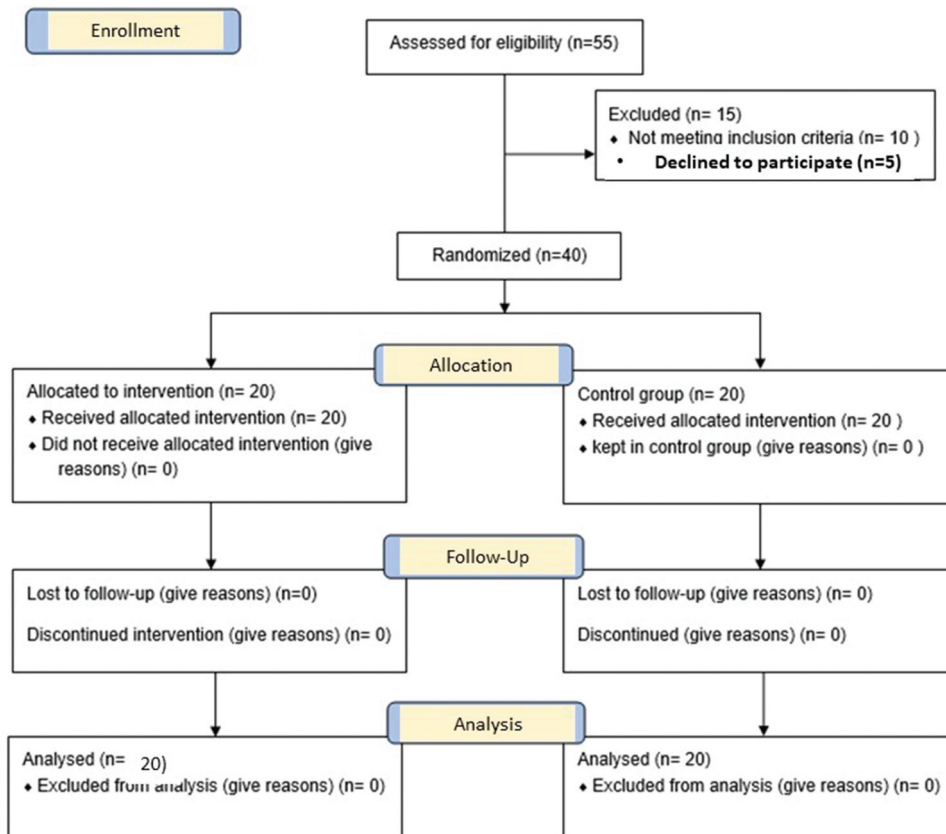 Enrollment
Assessed for eligibility (n=55)
Excluded (n= 15)
♦ Not meeting inclusion criteria (n= 10 )
• Declined to participate (n=5)
Randomized (n=40)
Allocation
Allocated to intervention (n= 20)
♦ Received allocated intervention (n= 20)
♦ Did not receive allocated intervention (give
reasons) (n= 0)
Control group (n= 20)
♦ Received allocated intervention (n= 20 )
♦ kept in control group (give reasons) (n= 0 )
Follow-Up
Lost to follow-up (give reasons) (n=0)
Discontinued intervention (give reasons) (n= 0)
Lost to follow-up (give reasons) (n= 0)
Discontinued (give reasons) (n= 0)
Analysis
Analysed (n= 20)
♦ Excluded from analysis (give reasons) (n= 0)
Analysed (n= 20)
♦ Excluded from analysis (give reasons) (n= 0)